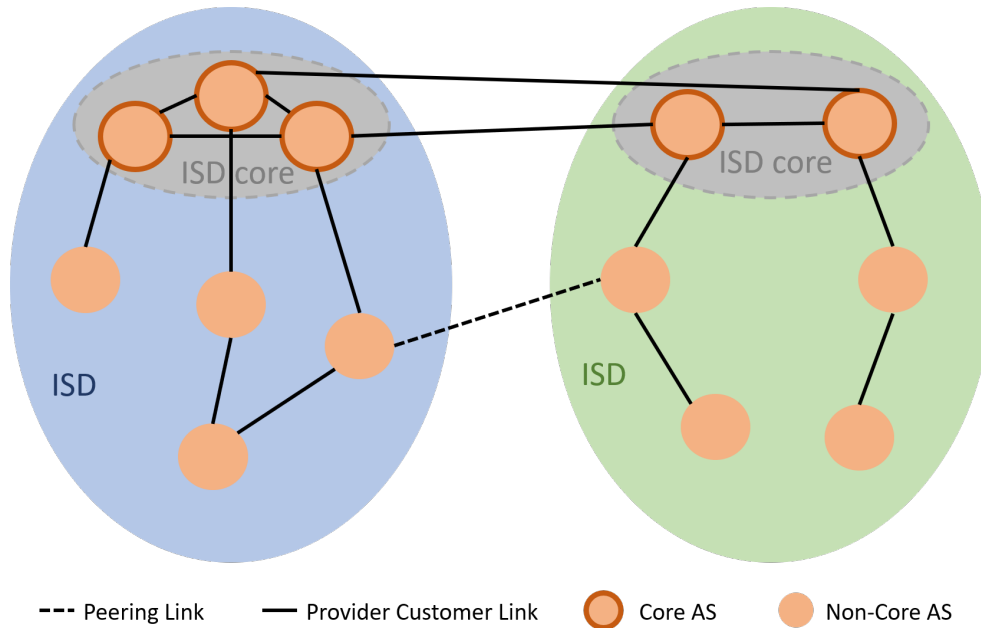 ISD core
ISD core
ISD
ISD
Peering Link
Provider Customer Link
Core AS
Non-Core AS